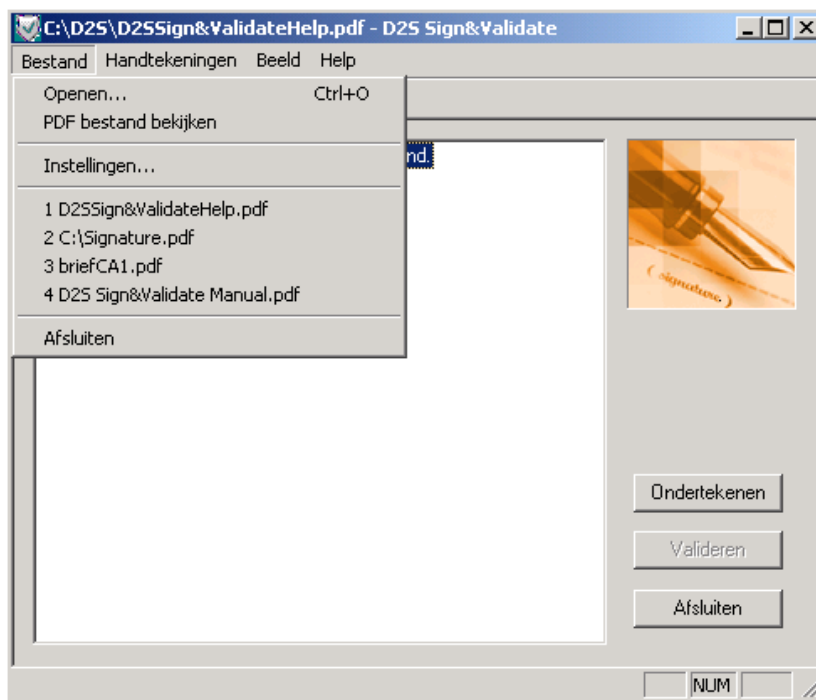 C:\D2S\D2SSign&ValidateHelp.pdf - D2S Sign&Validate
Bestand Handtekeningen Beeld Help
Openen... Ctrl+O
PDF bestand bekijken
nd.
Instellingen...
1 D2SSign&ValidateHelp.pdf
2 C:\Signature.pdf
3 briefCA1.pdf
4 D2S Sign&Validate Manual.pdf
Afsluiten
( signature. )
Ondertekenen
Valideren
Afsluiten
NUM